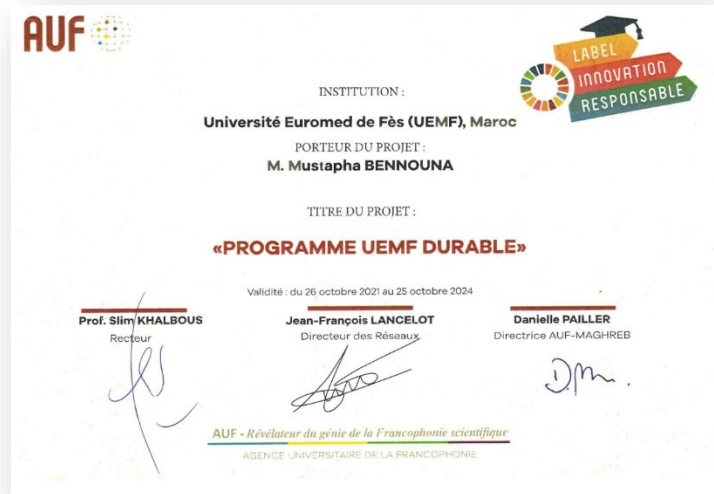 AUF
LABEL
INNOVATION
RESPONSABLE
INSTITUTION :
Université Euromed de Fès (UEMF), Maroc
PORTEUR DU PROJET :
M. Mustapha BENNOUNA
TITRE DU PROJET :
«PROGRAMME UEMF DURABLE»
Validité : du 26 octobre 2021 au 25 octobre 2024
Prof. Slim KHALBOUS
Recteur
Jean-François LANCELOT
Directeur des Réseaux
Danielle PAILLER
Directrice AUF-MAGHREB
AUF - Révélateur du génie de la Francophonie scientifique
AGENCE UNIVERSITAIRE DE LA FRANCOPHONIE